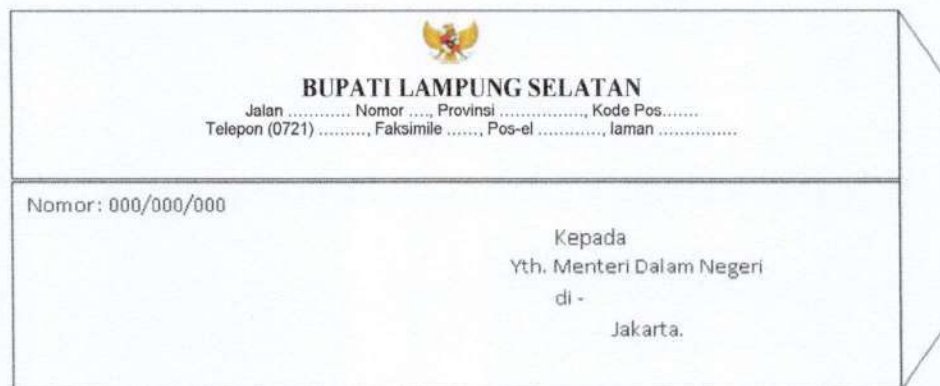 BUPATI LAMPUNG SELATAN
Jalan ............ Nomor ...., Provinsi ................, Kode Pos.......
Telepon (0721) .........., Faksimile ......, Pos-el ............, laman ...............
Nomor: 000/000/000
Kepada
Yth. Menteri Dalam Negeri
di -
Jakarta.